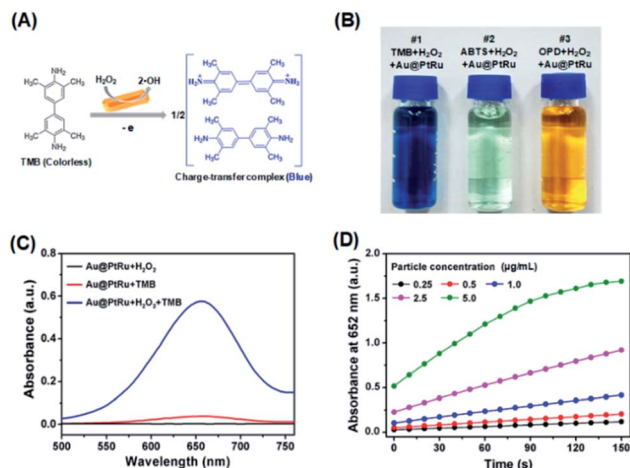 (A)
NH₂
H₃C
CH₃
H₃C
CH₃
NH₂
TMB (Colorless)
H₂O₂
2·OH
- e
1/2
CH₃
CH₃
H₂N
NH₂
+
+
H₃C
CH₃
H₃C
CH₃
H₂N
NH₂
H₃C
CH₃
Charge-transfer complex (Blue)
(B)
#1
TMB+H₂O₂
+Au@PtRu
#2
ABTS+H₂O₂
+Au@PtRu
#3
OPD+H₂O₂
+Au@PtRu
(C)
0.8
0.6
0.4
0.2
0.0
Absorbance (a.u.)
Au@PtRu+H₂O₂
Au@PtRu+TMB
Au@PtRu+H₂O₂+TMB
500 550 600 650 700 750
Wavelength (nm)
(D)
2.0
1.5
1.0
0.5
0.0
Absorbance at 652 nm (a.u.)
Particle concentration (µg/mL)
0.25 0.5 1.0
2.5 5.0
0 30 60 90 120 150
Time (s)